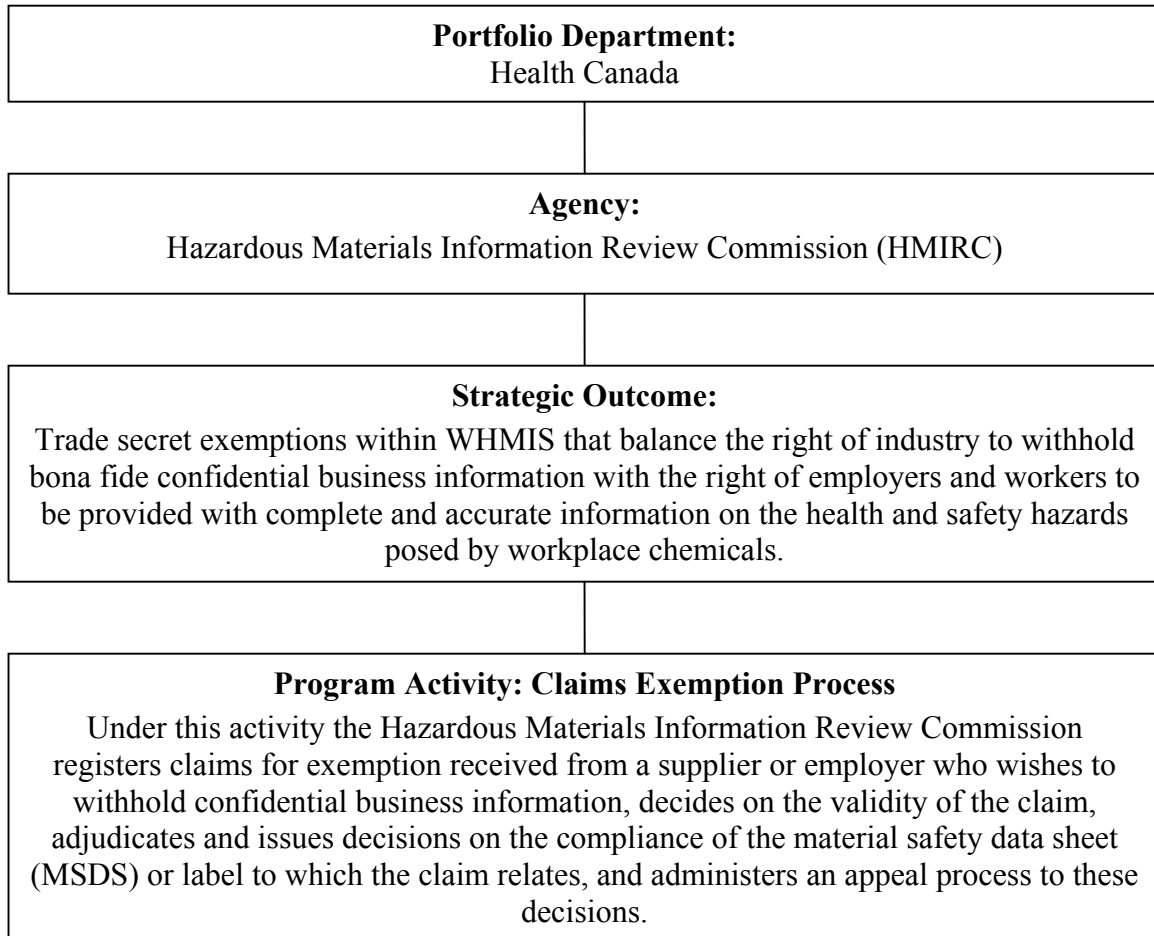 Portfolio Department:
Health Canada
Agency:
Hazardous Materials Information Review Commission (HMIRC)
Strategic Outcome:
Trade secret exemptions within WHMIS that balance the right of industry to withhold
bona fide confidential business information with the right of employers and workers to
be provided with complete and accurate information on the health and safety hazards
posed by workplace chemicals.
Program Activity: Claims Exemption Process
Under this activity the Hazardous Materials Information Review Commission
registers claims for exemption received from a supplier or employer who wishes to
withhold confidential business information, decides on the validity of the claim,
adjudicates and issues decisions on the compliance of the material safety data sheet
(MSDS) or label to which the claim relates, and administers an appeal process to these
decisions.